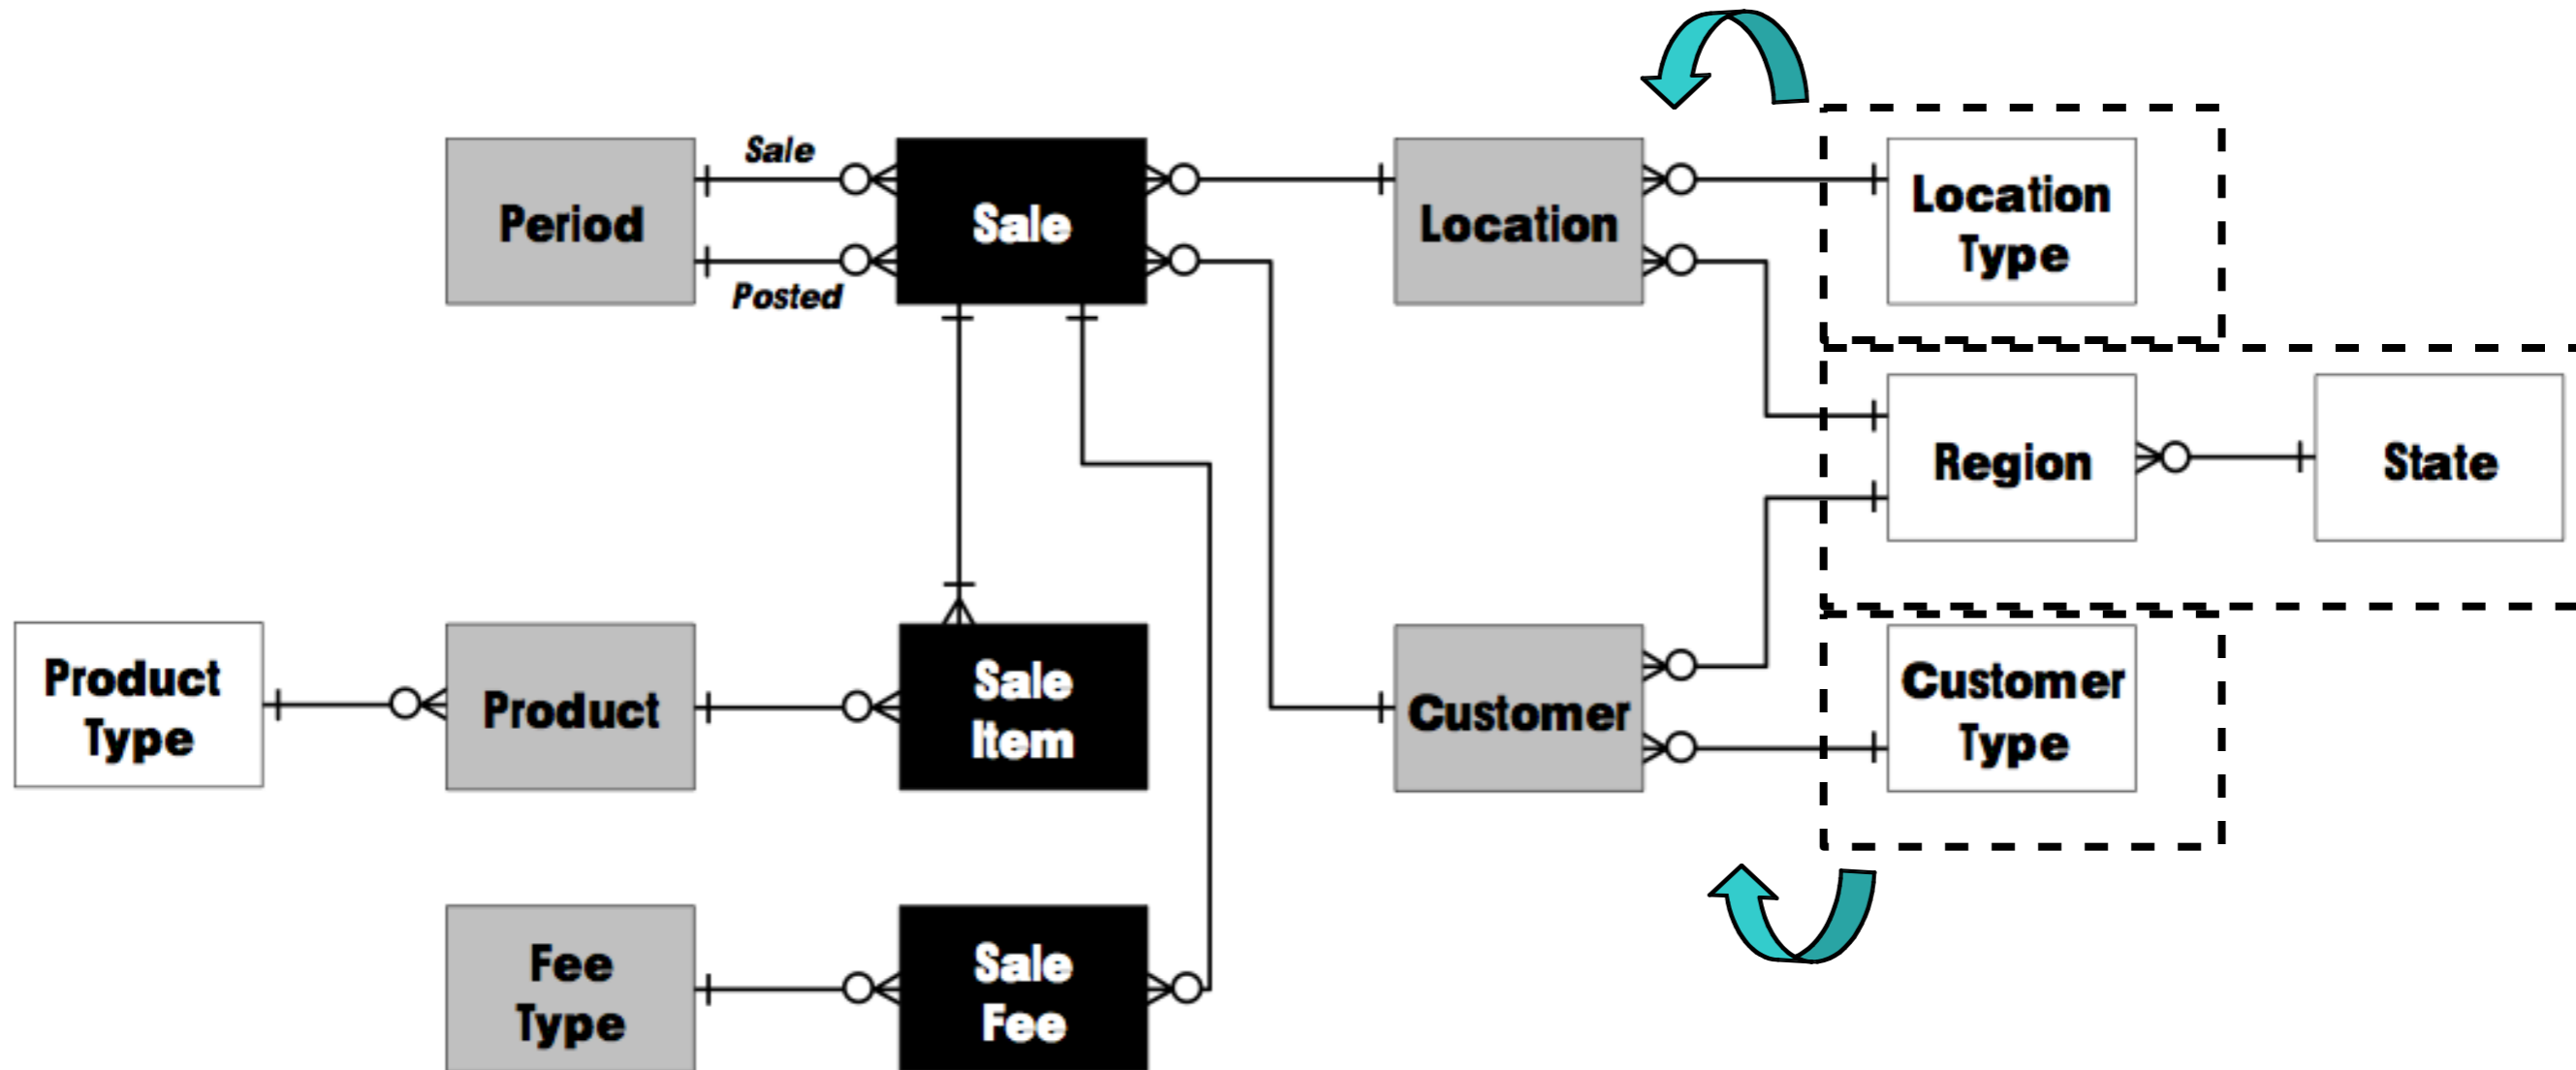 Sale
Period
Sale
Location
Location
Type
Posted
Region
State
Product
Type
Product
Sale
Item
Customer
Customer
Type
Fee
Type
Sale
Fee